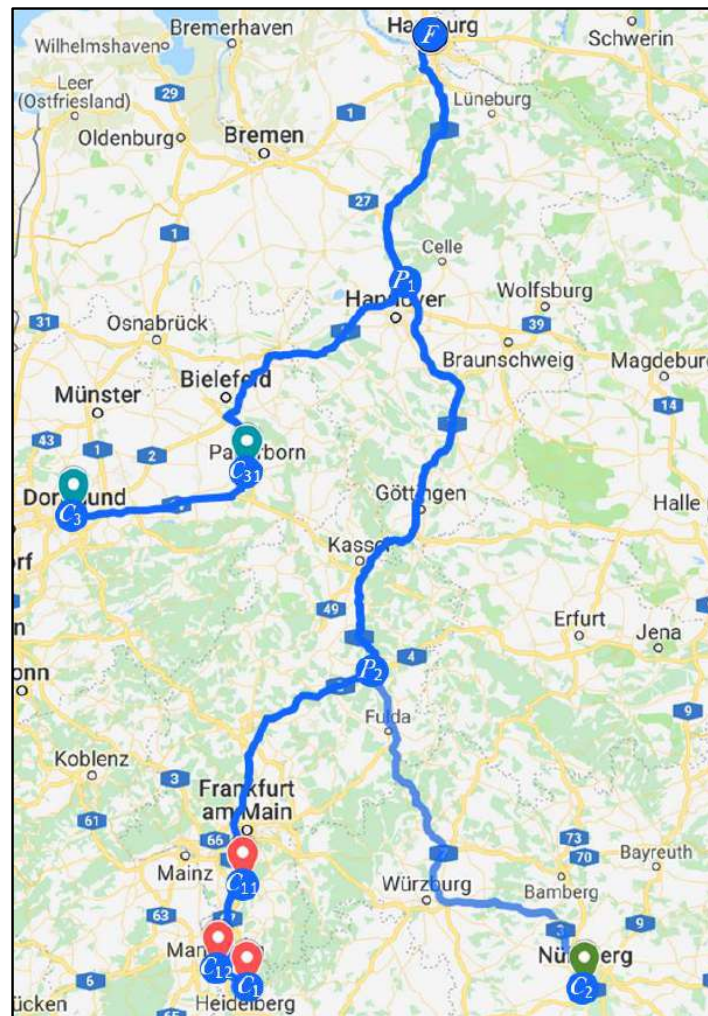 Bremerhaven
Hamburg
F
Schwerin
Wilhelmshaven
Leer
(Ostfriesland)
29
Lüneburg
1
Oldenburg
Bremen
27
1
Celle
P1
Hannover
Wolfsburg
31
Osnabrück
39
Braunschweig
Magdeburg
Bielefeld
Münster
14
43
1
2
Paderborn
C31
Dortmund
C3
Göttingen
Halle
Kassel
49
Erfurt
Jena
4
P2
9
Fulda
Koblenz
3
Frankfurt
am Main
61
66
73
70
Bayreuth
Mainz
C11
Würzburg
Bamberg
63
3
9
Nürnberg
C12
6
C1
C2
Heidelberg